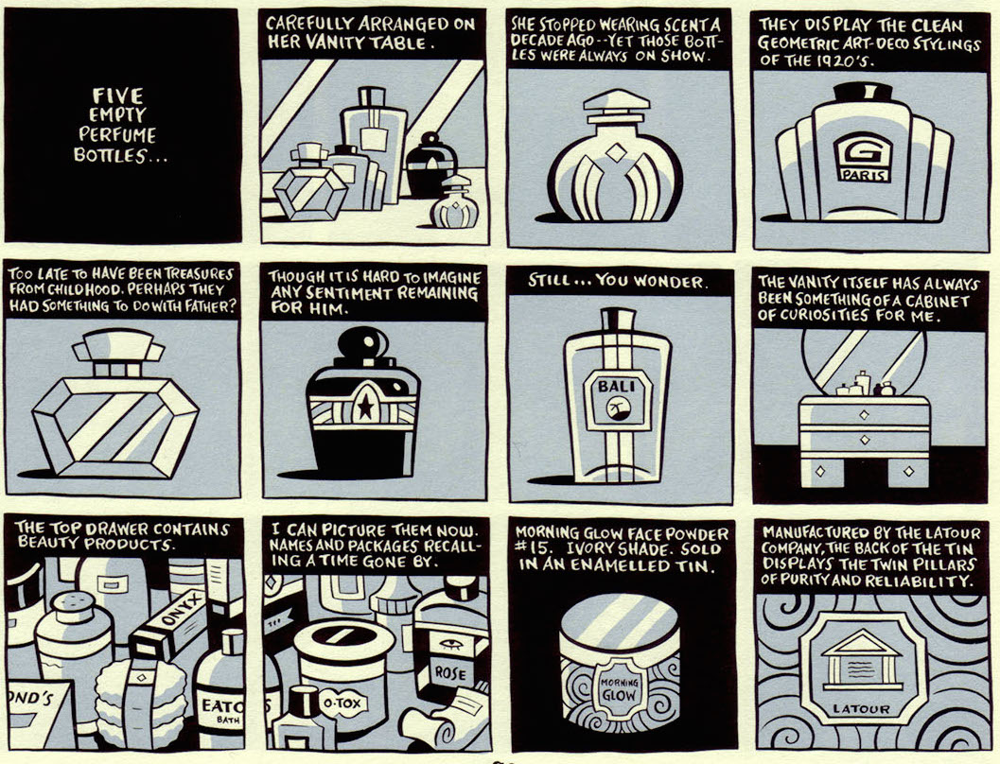 FIVE
EMPTY
PERFUME
BOTTLES...
CAREFULLY ARRANGED ON
HER VANITY TABLE.
SHE STOPPED WEARING SCENT A
DECADE AGO--YET THOSE BOTT-
LES WERE ALWAYS ON SHOW.
THEY DISPLAY THE CLEAN
GEOMETRIC ART-DECO STYLINGS
OF THE 1920'S.
G
PARIS
TOO LATE TO HAVE BEEN TREASURES
FROM CHILDHOOD. PERHAPS THEY
HAD SOMETHING TO DO WITH FATHER?
THOUGH IT IS HARD TO IMAGINE
ANY SENTIMENT REMAINING
FOR HIM.
STILL... YOU WONDER.
BALI
THE VANITY ITSELF HAS ALWAYS
BEEN SOMETHING OF A CABINET
OF CURIOSITIES FOR ME.
THE TOP DRAWER CONTAINS
BEAUTY PRODUCTS.
ONYX
OND'S
EATO
BATH
I CAN PICTURE THEM NOW.
NAMES AND PACKAGES RECALL-
ING A TIME GONE BY.
ROSE
O-TOX
S
MORNING GLOW FACE POWDER
#15. IVORY SHADE. SOLD
IN AN ENAMELLED TIN.
MORNING
GLOW
MANUFACTURED BY THE LATOUR
COMPANY, THE BACK OF THE TIN
DISPLAYS THE TWIN PILLARS
OF PURITY AND RELIABILITY.
LATOUR